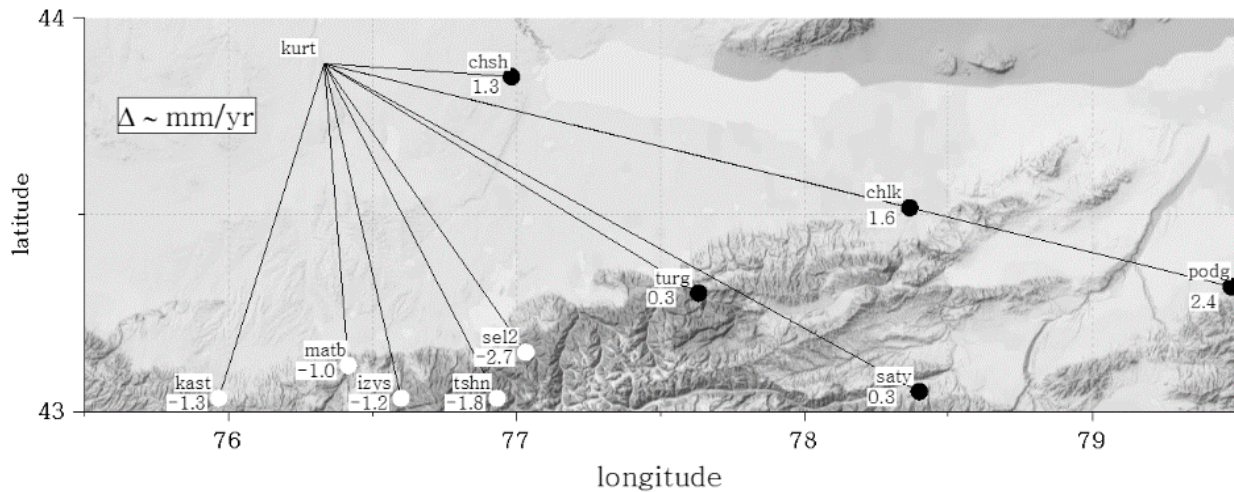 44
kurt
chsh
1.3
Δ ~ mm/yr
latitude
chlk
1.6
podg
2.4
turg
0.3
sel2
-2.7
matb
-1.0
kast
-1.3
izvs
-1.2
tshn
-1.8
saty
0.3
43
76
77
78
79
longitude